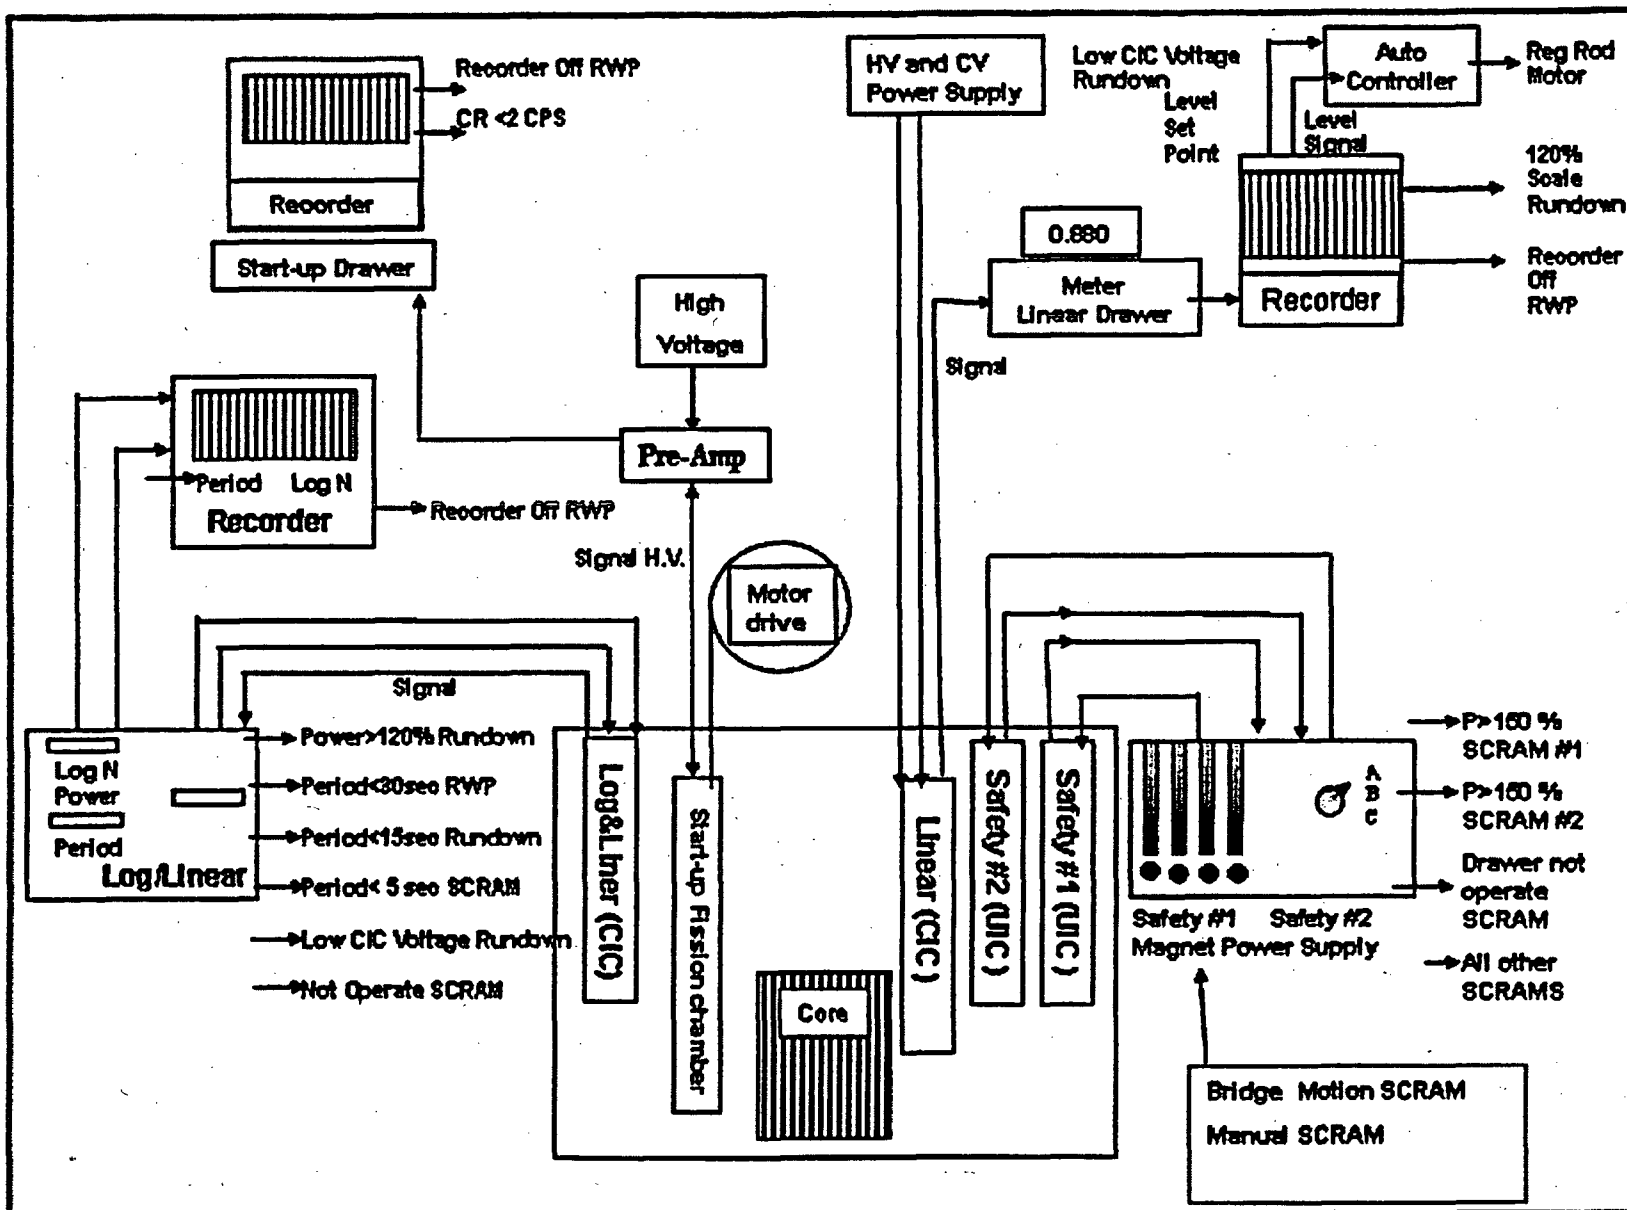 Recorder Off RWP
CR <2 CPS
Recorder
Start-up Drawer
HV and CV
Power Supply
Low CIC Voltage
Rundown
Level
Set
Point
Auto
Controller
Reg Rod
Motor
Level
Signal
120%
Scale
Rundown
Recorder
Off
RWP
0.880
Meter
Linear Drawer
Recorder
Signal
High
Voltage
Pre-Amp
Period Log N
Recorder
Recorder Off RWP
Signal H.V.
Motor
drive
Signal
Log N
Power
Period
Log/Linear
Power>120% Rundown
Period<30sec RWP
Period<15sec Rundown
Period< 5 sec SCRAM
Low CIC Voltage Rundown
Not Operate SCRAM
Log&Liner (CIC)
Start-up Fission chamber
Core
Linear (CIC)
Safety #2 (UIC)
Safety #1 (UIC)
A
B
C
Safety #1 Safety #2
Magnet Power Supply
P>150 %
SCRAM #1
P>150 %
SCRAM #2
Drawer not
operate
SCRAM
All other
SCRAMS
Bridge Motion SCRAM
Manual SCRAM